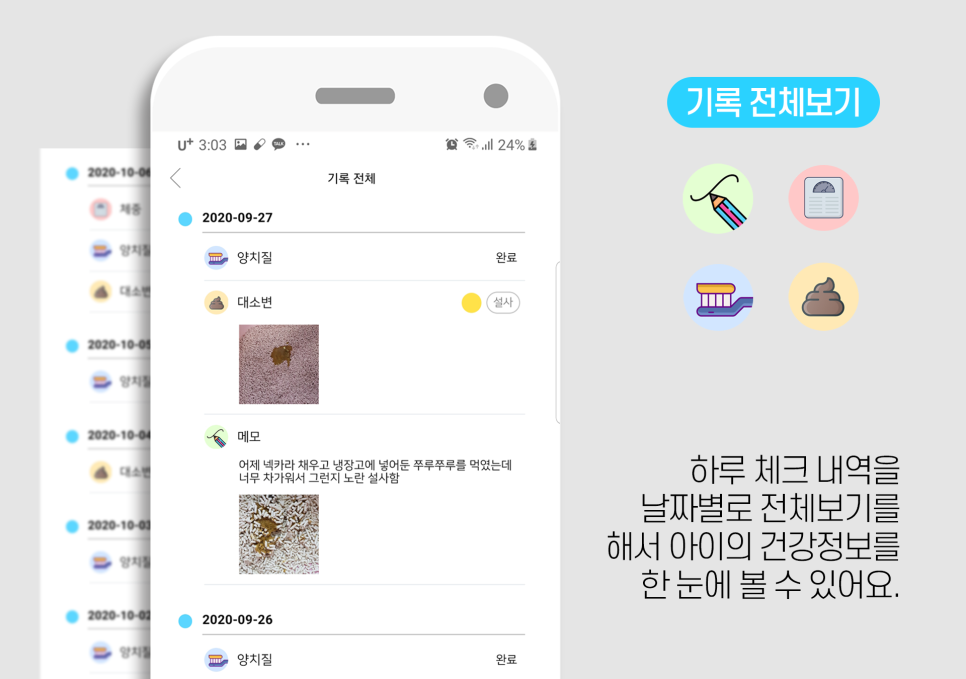 기록 전체보기
U+ 3:03 TALK ··· 24%
기록 전체
2020-09-27
양치질 완료
대소변 설사
메모
어제 넥카라 채우고 냉장고에 넣어둔 쭈루쭈루를 먹였는데
너무 차가워서 그런지 노란 설사함
2020-09-26
양치질 완료
2020-10-06
체중
양치질
대소변
2020-10-05
양치질
2020-10-04
대소변
2020-10-03
양치질
2020-10-02
양치질
하루 체크 내역을
날짜별로 전체보기를
해서 아이의 건강정보를
한 눈에 볼 수 있어요.